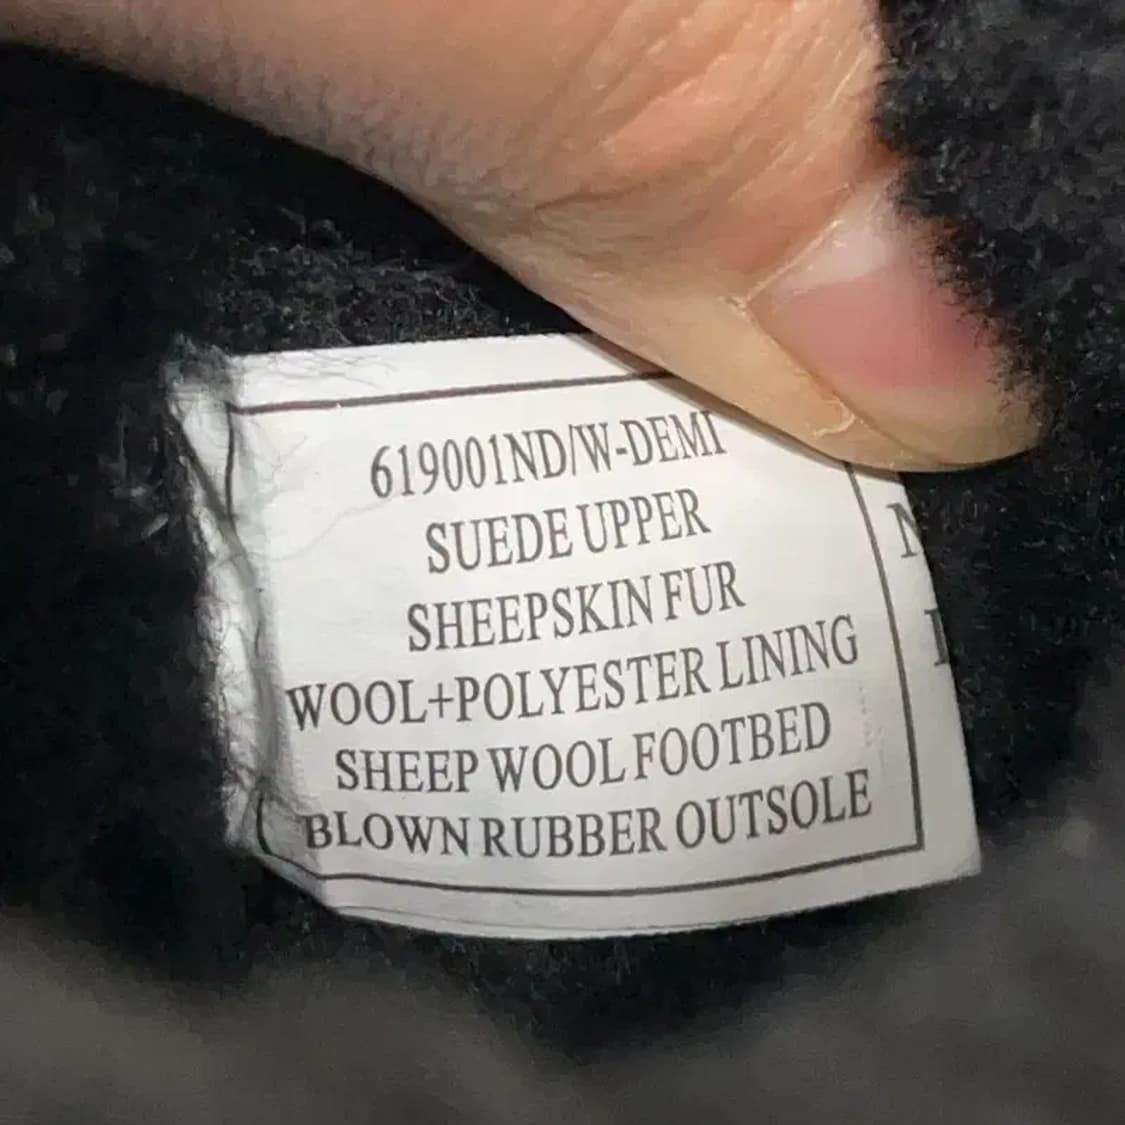 619001ND/W-DEMI
SUEDE UPPER
SHEEPSKIN FUR
WOOL+POLYESTER LINING
SHEEP WOOL FOOTBED
BLOWN RUBBER OUTSOLE